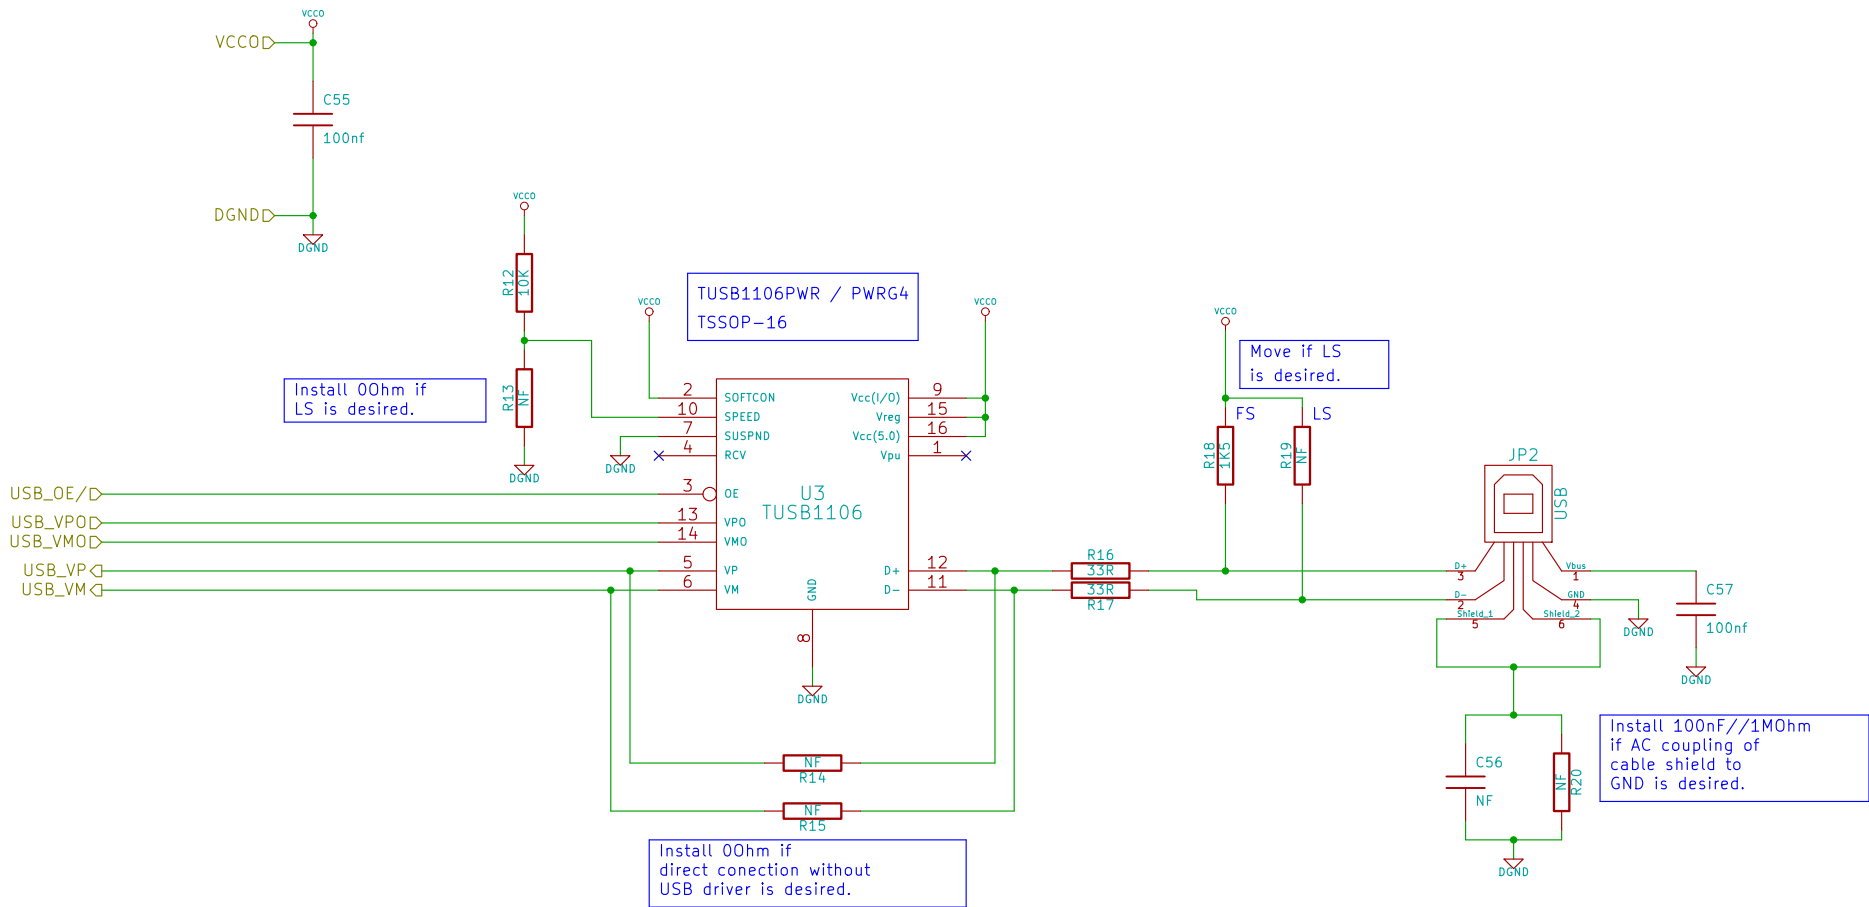 VCCO
VCCO
C55
100nf
DGND
DGND
VCCO
R12
10K
R13
NF
DGND
Install 0Ohm if
LS is desired.
TUSB1106PWR / PWRG4
TSSOP-16
VCCO
VCCO
2
10
7
4
3
13
14
5
6
SOFTCON
SPEED
SUSPND
RCV
OE
VPO
VMO
VP
VM
Vcc(I/O)
Vreg
Vcc(5.0)
Vpu
D+
D-
9
15
16
1
12
11
U3
TUSB1106
GND
8
DGND
DGND
USB_OE/
USB_VPO
USB_VMO
USB_VP
USB_VM
NF
R14
NF
R15
Install 0Ohm if
direct conection without
USB driver is desired.
R16
33R
33R
R17
VCCO
Move if LS
is desired.
FS
LS
R18
1K5
R19
NF
JP2
USB
D+
3
D-
2
Shield_1
5
Vbus
1
GND
4
Shield_2
6
DGND
C57
100nf
DGND
C56
NF
NF
R20
DGND
Install 100nF//1MOhm
if AC coupling of
cable shield to
GND is desired.